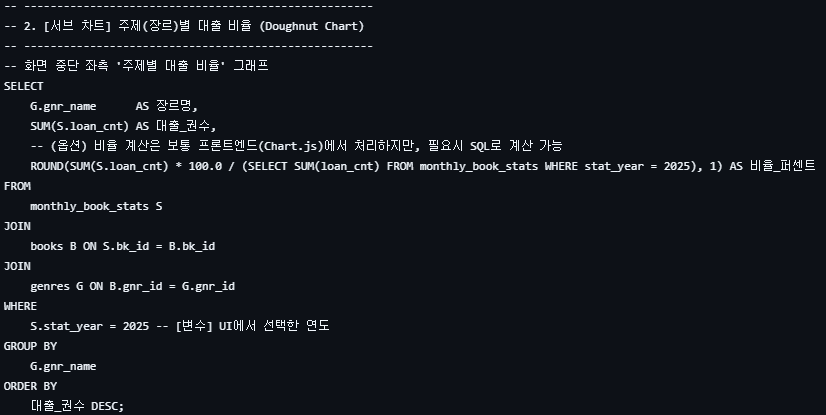 -- ---------------------------------------------------
-- 2. [서브 차트] 주제(장르)별 대출 비율 (Doughnut Chart)
-- ---------------------------------------------------
-- 화면 중단 좌측 '주제별 대출 비율' 그래프
SELECT
    G.gnr_name      AS 장르명,
    SUM(S.loan_cnt) AS 대출_권수,
    -- (옵션) 비율 계산은 보통 프론트엔드(Chart.js)에서 처리하지만, 필요시 SQL로 계산 가능
    ROUND(SUM(S.loan_cnt) * 100.0 / (SELECT SUM(loan_cnt) FROM monthly_book_stats WHERE stat_year = 2025), 1) AS 비율_퍼센트
FROM
    monthly_book_stats S
JOIN
    books B ON S.bk_id = B.bk_id
JOIN
    genres G ON B.gnr_id = G.gnr_id
WHERE
    S.stat_year = 2025 -- [변수] UI에서 선택한 연도
GROUP BY
    G.gnr_name
ORDER BY
    대출_권수 DESC;